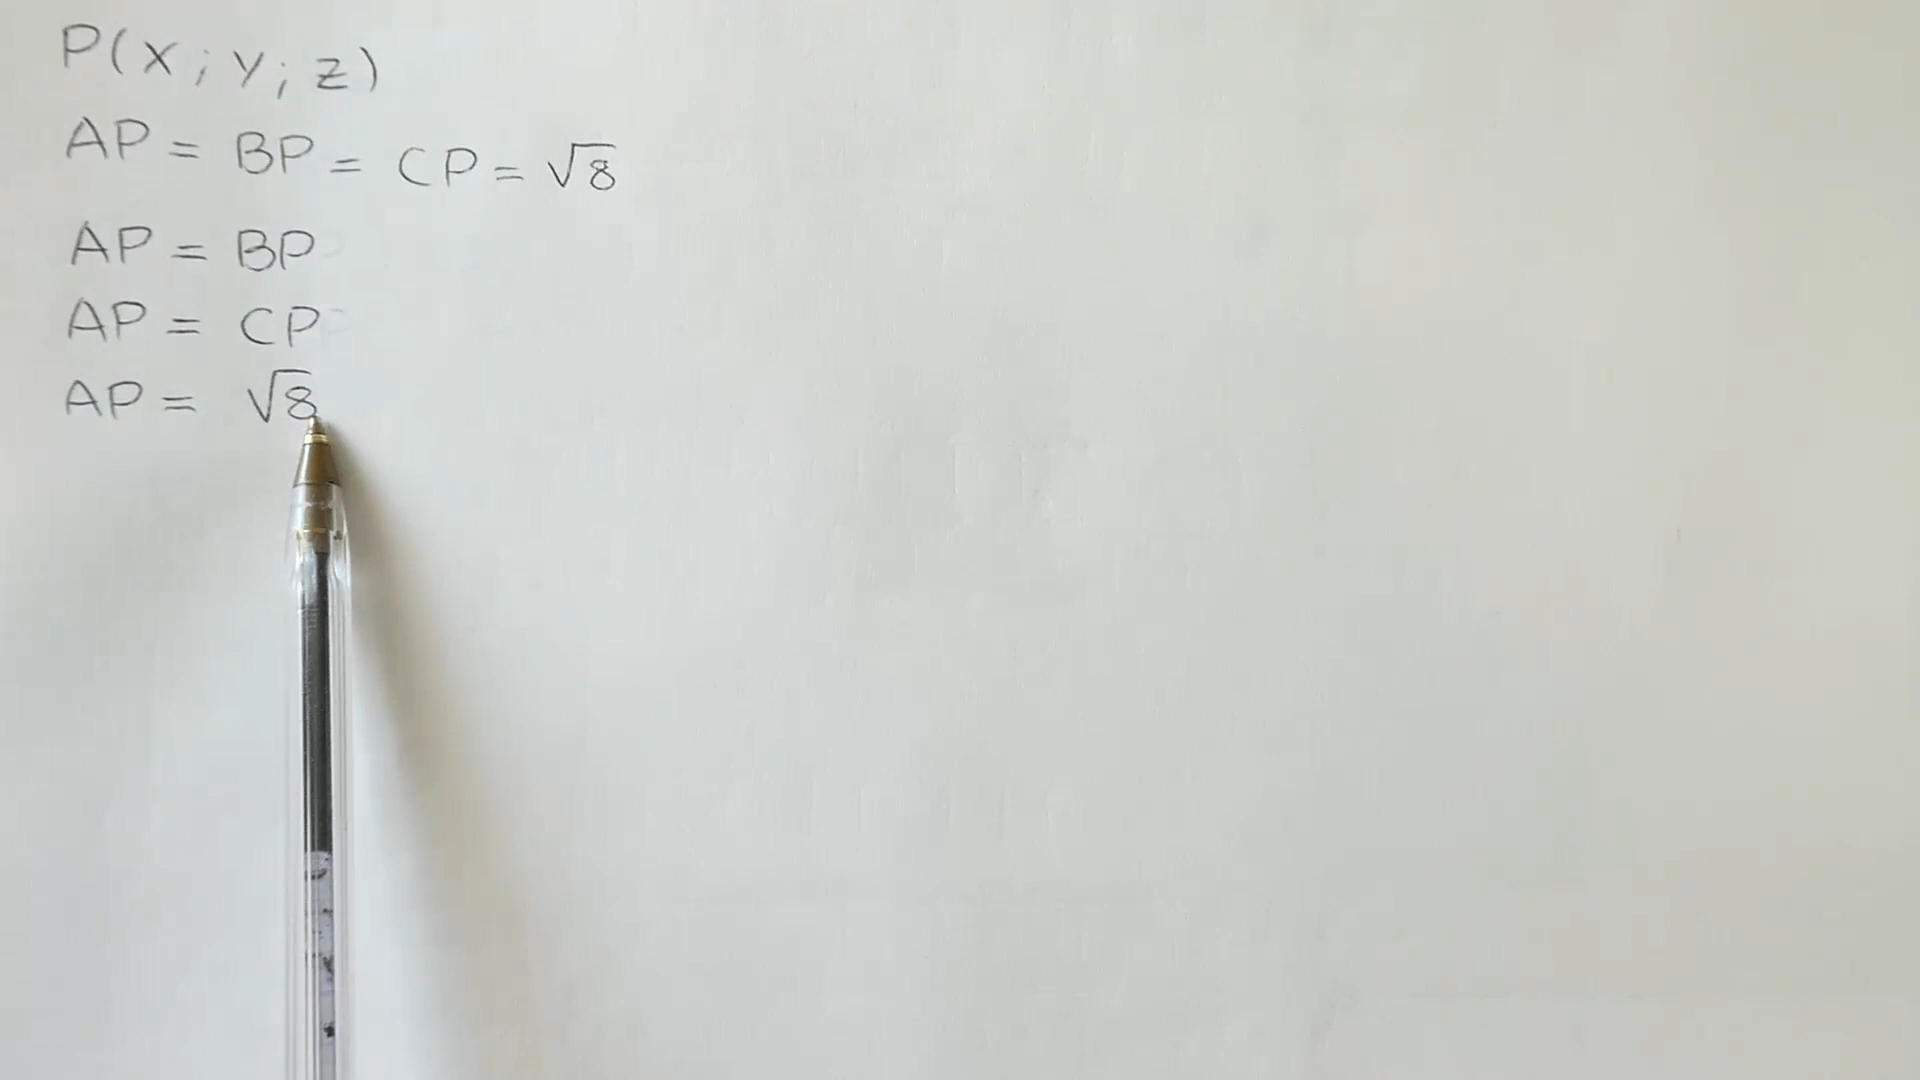 P(x; y; z)
AP = BP = CP = √8
AP = BP
AP = CP
AP = √8